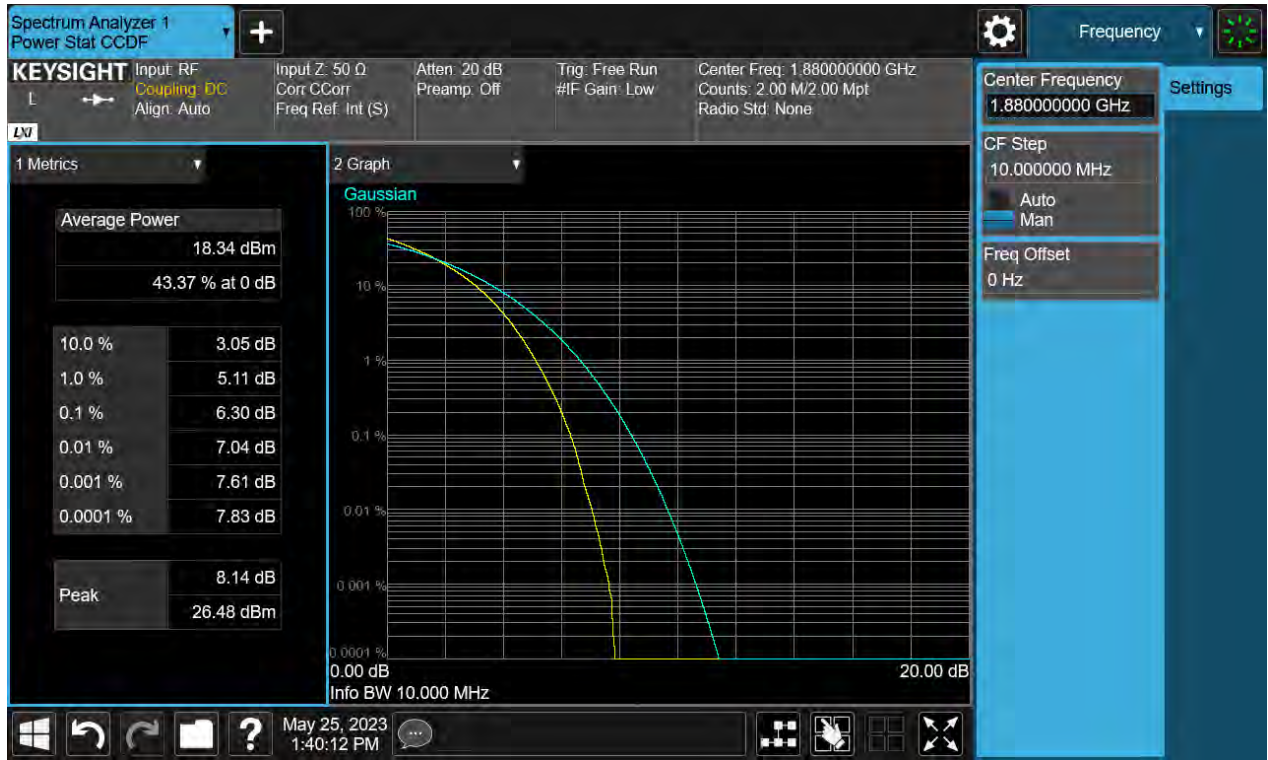 Spectrum Analyzer 1
Power Stat CCDF
Frequency
KEYSIGHT
L
LXI
Input: RF
Coupling: DC
Align: Auto
Input Z: 50 Ω
Corr CCorr
Freq Ref: Int (S)
Atten: 20 dB
Preamp: Off
Trig: Free Run
#IF Gain: Low
Center Freq: 1.880000000 GHz
Counts: 2.00 M/2.00 Mpt
Radio Std: None
Center Frequency
1.880000000 GHz
Settings
CF Step
10.000000 MHz
Auto
Man
Freq Offset
0 Hz
1 Metrics
Average Power
18.34 dBm
43.37 % at 0 dB
10.0 % 3.05 dB
1.0 % 5.11 dB
0.1 % 6.30 dB
0.01 % 7.04 dB
0.001 % 7.61 dB
0.0001 % 7.83 dB
Peak
8.14 dB
26.48 dBm
2 Graph
Gaussian
100 %
10 %
1 %
0.1 %
0.01 %
0.001 %
0.0001 %
0.00 dB 20.00 dB
Info BW 10.000 MHz
?
May 25, 2023
1:40:12 PM